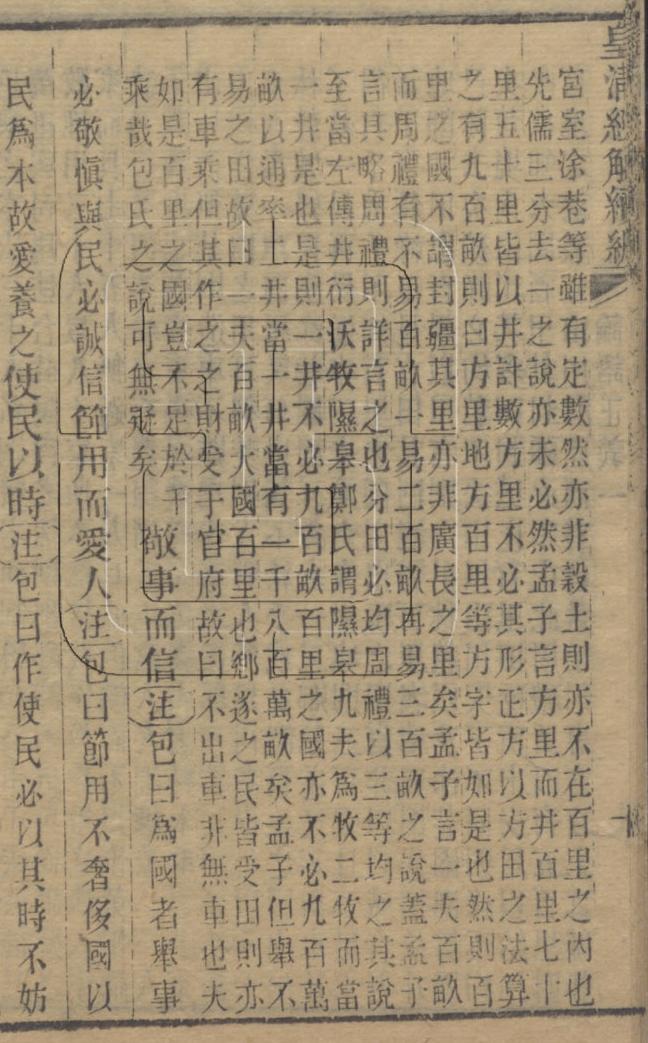 皇清經解續編
宮室涂巷等雖有定數然亦非穀土則亦不在百里之內也
先儒三分去一之說亦未必然孟子言方里而井百里七十
里五十里皆以井計數方里不必其形正方以方田之法算
之有九百畝則曰方里地方百里等方字皆如是也然則百
里之國不謂封疆其里亦非廣長之里矣孟子言一夫百畝
而周禮有不易百畝一易二百畝再易三百畝之說蓋孟子
言其略周禮則詳言之也分田必均周禮以三等均之其說
至當左傳井衍沃牧隰皋鄭氏謂隰皋九夫爲牧二牧而當
一井是也是則一井不必九百畝百里之國亦不必九百萬
畝以通率二井當一井當有一千八百萬畝矣孟子但舉不
易之田故曰一夫百畝大國百里也鄉遂之民皆受田則亦
有車乘但其作之之財受于官府故曰不出車非無車也夫
如是百里之國豈不足於千
乘哉包氏之說可無疑矣
敬事而信注包曰爲國者舉事
必敬愼與民必誠信節用而愛人注包曰節用不奢侈國以
民爲本故愛養之使民以時注包曰作使民必以其時不妨